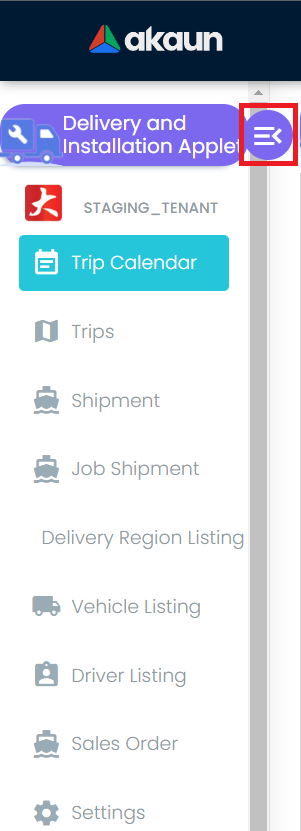 akaun
Delivery and
Installation Applet
STAGING_TENANT
Trip Calendar
Trips
Shipment
Job Shipment
Delivery Region Listing
Vehicle Listing
Driver Listing
Sales Order
Settings